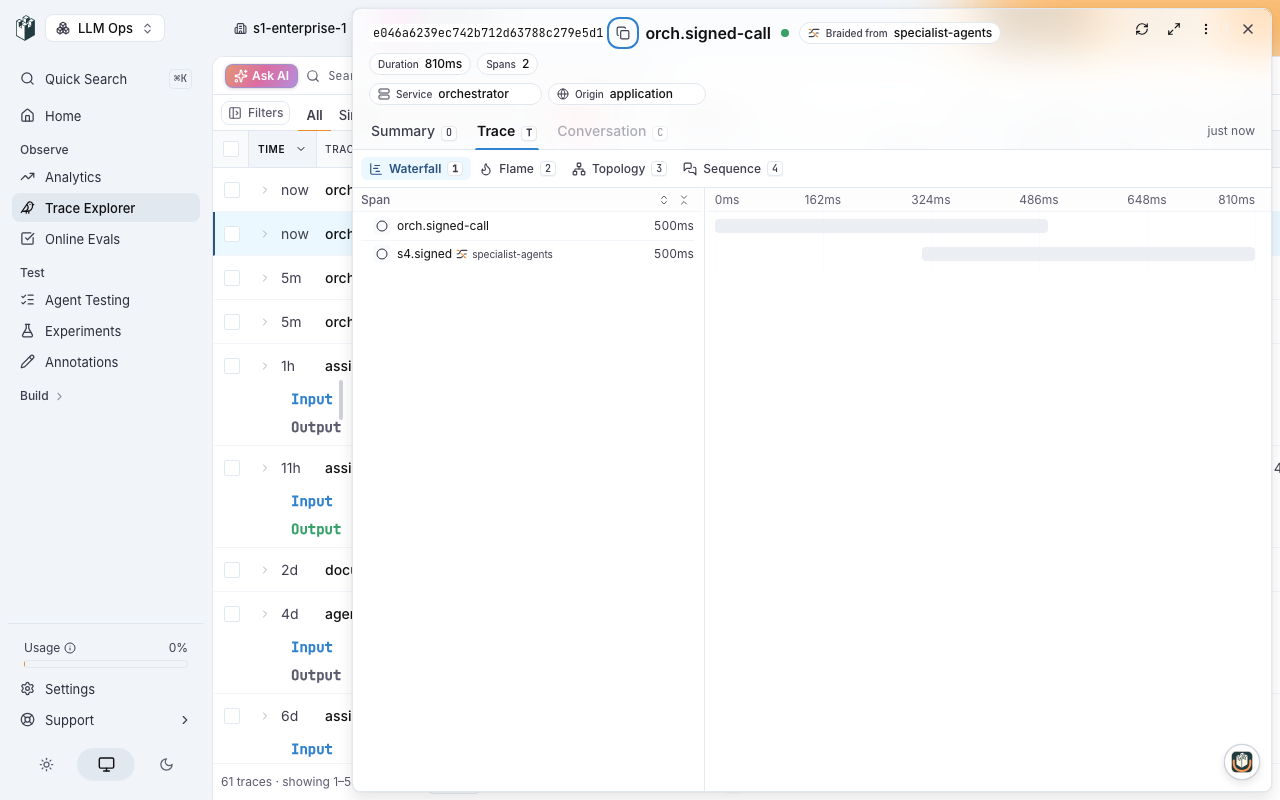 LLM Ops
s1-enterprise-1
e046a6239ec742b712d63788c279e5d1
orch.signed-call
Braided from specialist-agents
Duration 810ms
Spans 2
Service orchestrator
Origin application
Summary O
Trace T
Conversation C
just now
Waterfall 1
Flame 2
Topology 3
Sequence 4
Span
0ms 162ms 324ms 486ms 648ms 810ms
orch.signed-call 500ms
s4.signed specialist-agents 500ms
Quick Search ⌘K
Home
Observe
Analytics
Trace Explorer
Online Evals
Test
Agent Testing
Experiments
Annotations
Build
Usage 0%
Settings
Support
Ask AI
Filters
All
TIME
now
now
5m
5m
1h
Input
Output
11h
Input
Output
2d
4d
Input
Output
6d
Input
61 traces · showing 1–5